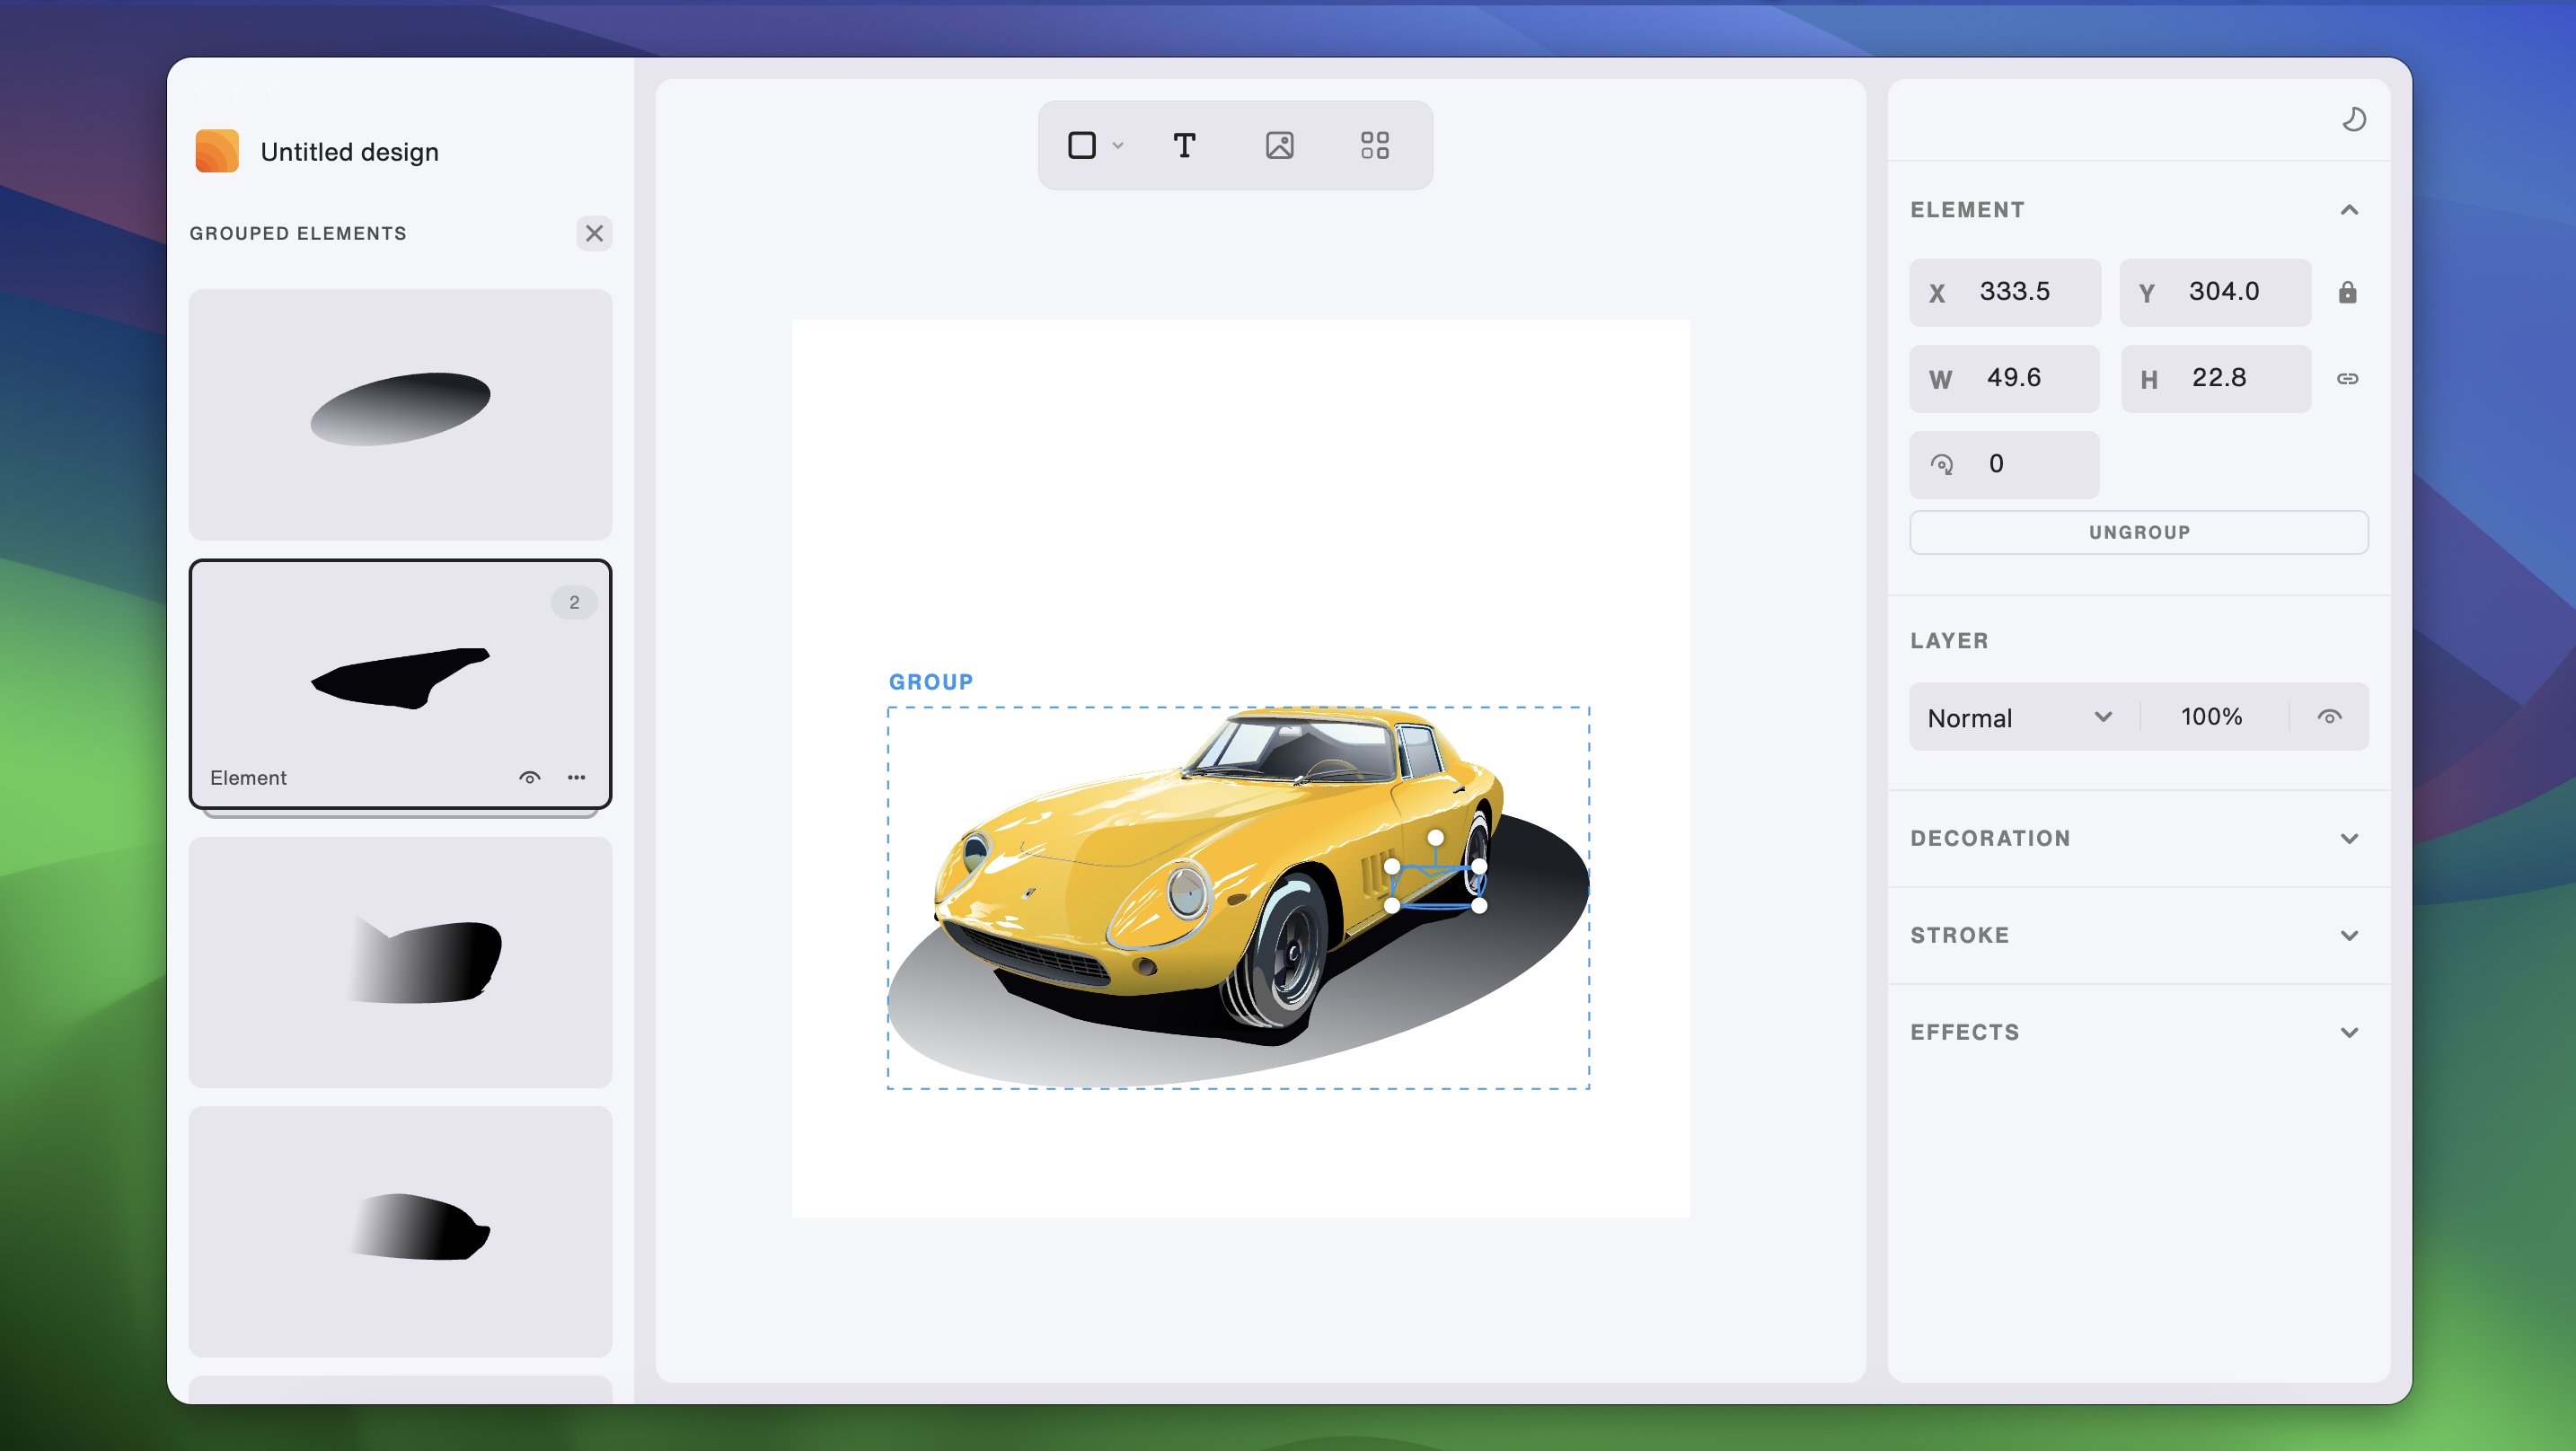 Untitled design
GROUPED ELEMENTS
2
Element
T
GROUP
ELEMENT
X 333.5
Y 304.0
W 49.6
H 22.8
0
UNGROUP
LAYER
Normal
100%
DECORATION
STROKE
EFFECTS